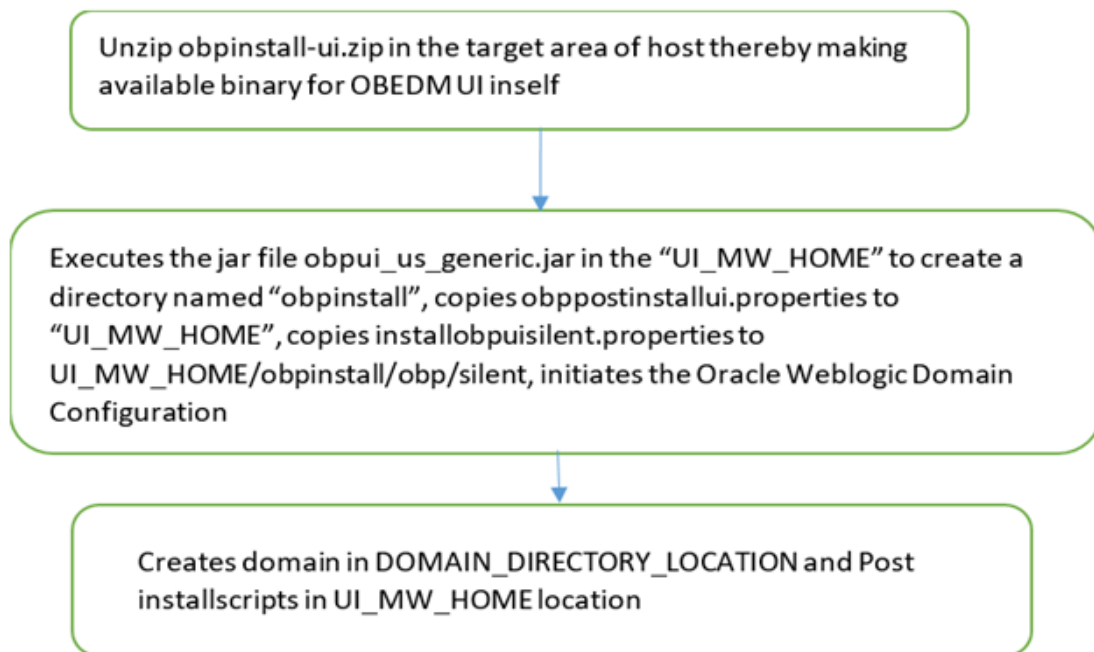 Unzip obpinstall-ui.zip in the target area of host thereby making
available binary for OBEDM UI inself
Executes the jar file obpui_us_generic.jar in the “UI_MW_HOME” to create a
directory named “obpinstall”, copies obppostinstallui.properties to
“UI_MW_HOME”, copies installobpuisilent.properties to
UI_MW_HOME/obpinstall/obp/silent, initiates the Oracle Weblogic Domain
Configuration
Creates domain in DOMAIN_DIRECTORY_LOCATION and Post
installscripts in UI_MW_HOME location